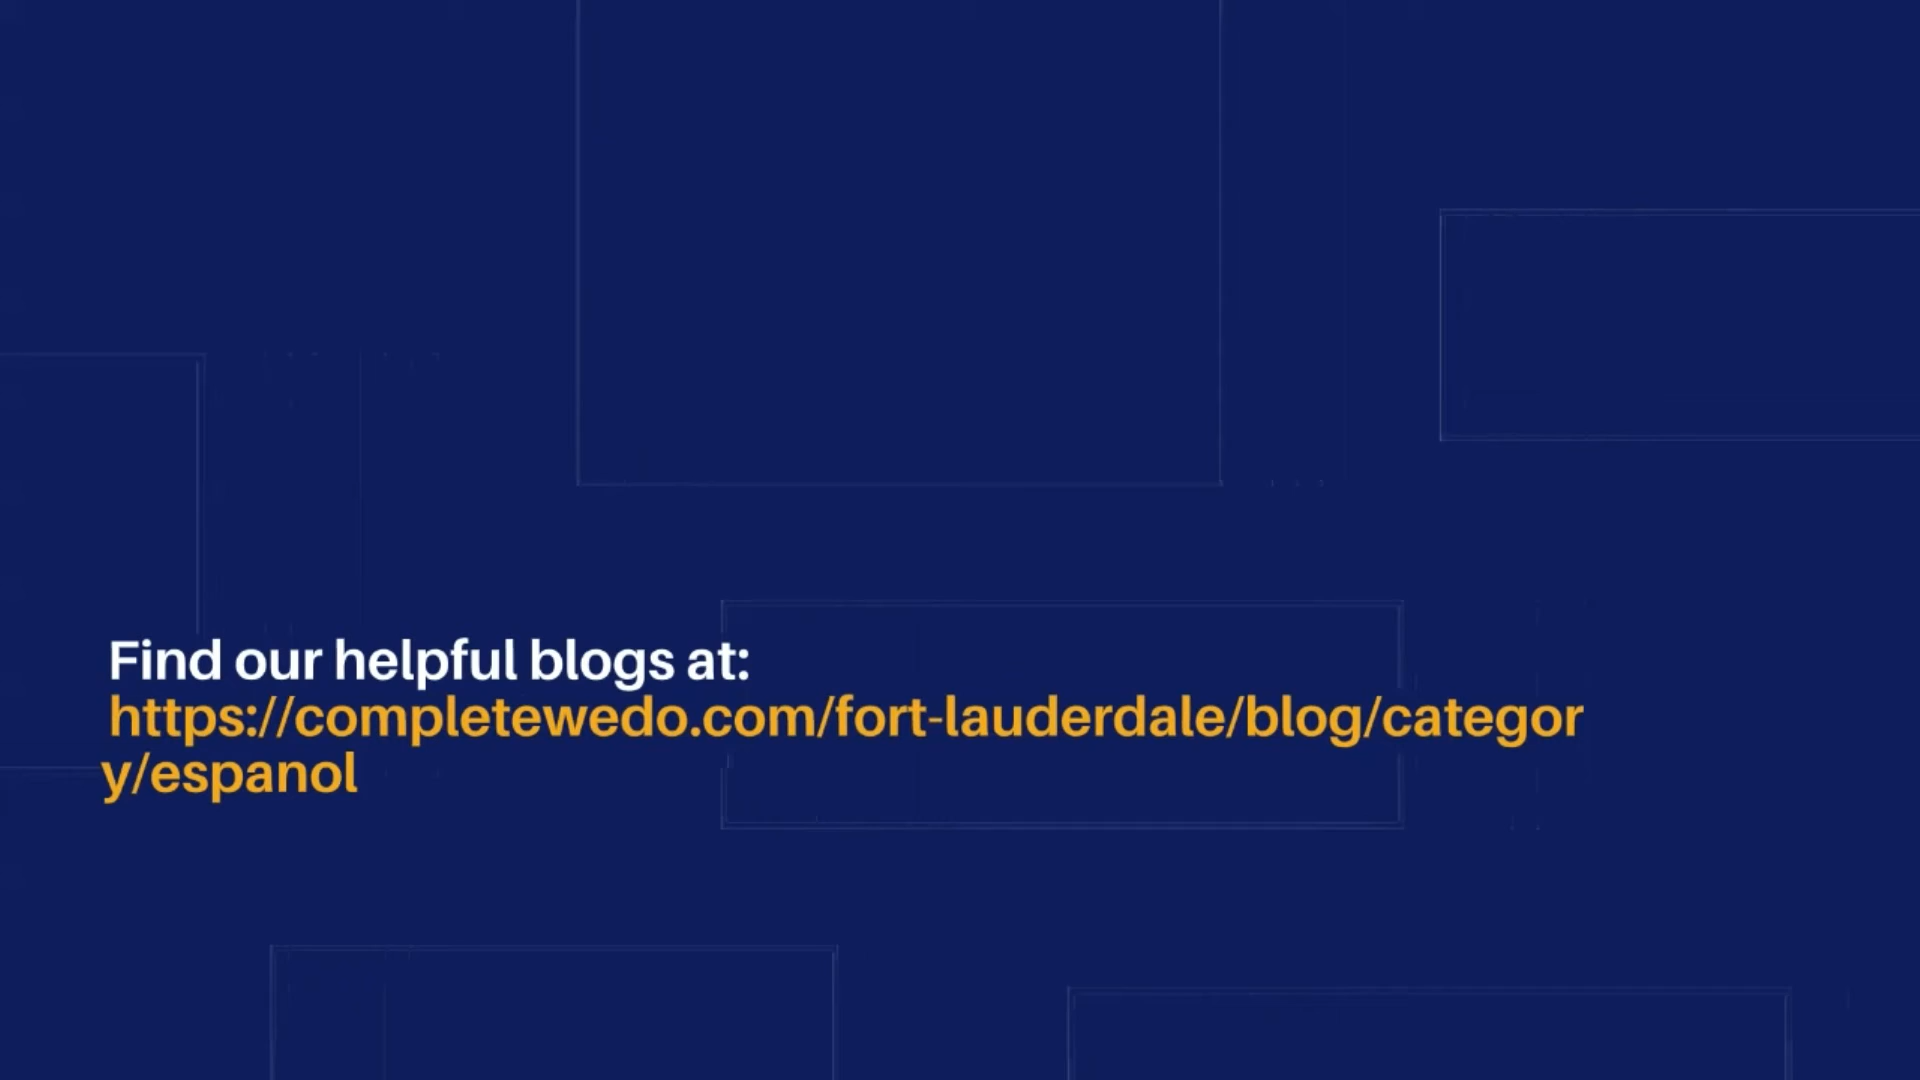 Find our helpful blogs at:
https://completewedo.com/fort-lauderdale/blog/categor
y/espanol